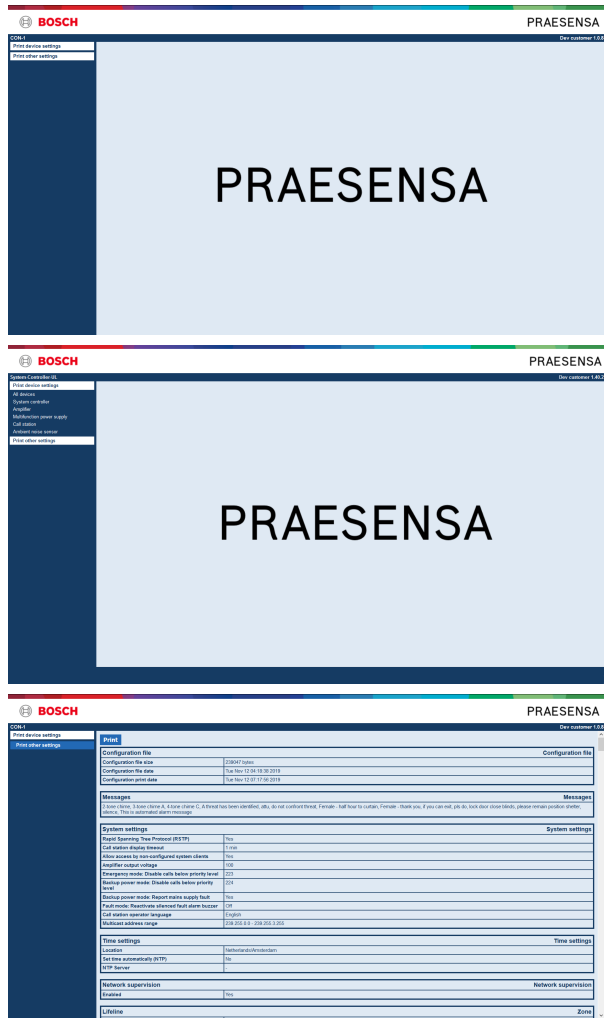 BOSCH
PRAESENSA
CON-1
Dev customer 1.0.8
Print device settings
Print other settings
PRAESENSA
BOSCH
PRAESENSA
System Controller-UL
Dev customer 1.40.2
Print device settings
All devices
System controller
Amplifier
Multifunction power supply
Call station
Ambient noise sensor
Print other settings
PRAESENSA
BOSCH
PRAESENSA
CON-1
Dev customer 1.0.8
Print device settings
Print other settings
Print
Configuration file Configuration file
Configuration file size 239047 bytes
Configuration file date Tue Nov 12 04:18:39 2019
Configuration print date Tue Nov 12 07:17:56 2019
Messages Messages
2-tone chime, 3-tone chime A, 4-tone chime C, A threat has been identified, attu, do not confront threat, Female - half hour to curtain, Female - thank you, if you can exit, pls do, lock door close blinds, please remain position shelter,
silence, This is automated alarm message
System settings System settings
Rapid Spanning Tree Protocol (RSTP) Yes
Call station display timeout 1 min
Allow access by non-configured system clients Yes
Amplifier output voltage 100
Emergency mode: Disable calls below priority level 223
Backup power mode: Disable calls below priority 224
level
Backup power mode: Report mains supply fault Yes
Fault mode: Reactivate silenced fault alarm buzzer Off
Call station operator language English
Multicast address range 239.255.0.0 - 239.255.3.255
Time settings Time settings
Location Netherlands/Amsterdam
Set time automatically (NTP) No
NTP Server -
Network supervision Network supervision
Enabled Yes
Lifeline Zone